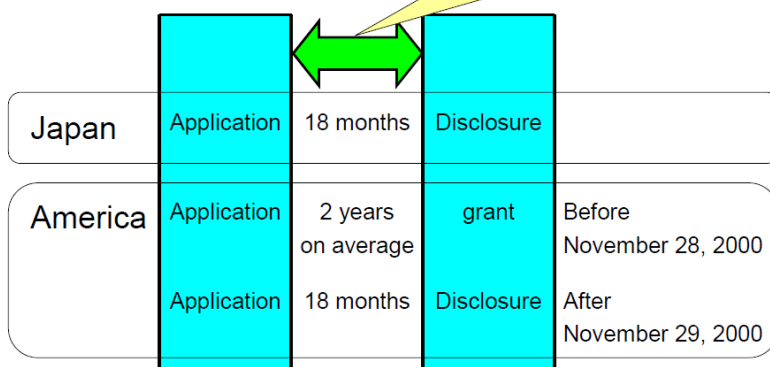 Japan Application 18 months Disclosure
America Application 2 years grant Before
on average November 28, 2000
Application 18 months Disclosure After
November 29, 2000